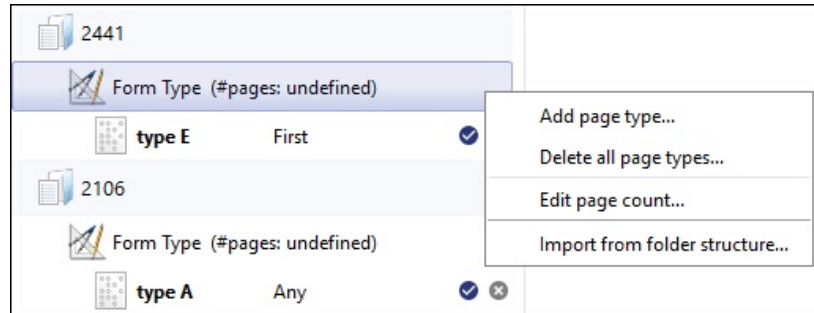 2441
Form Type (#pages: undefined)
type E First
Add page type...
Delete all page types...
Edit page count...
Import from folder structure...
2106
Form Type (#pages: undefined)
type A Any